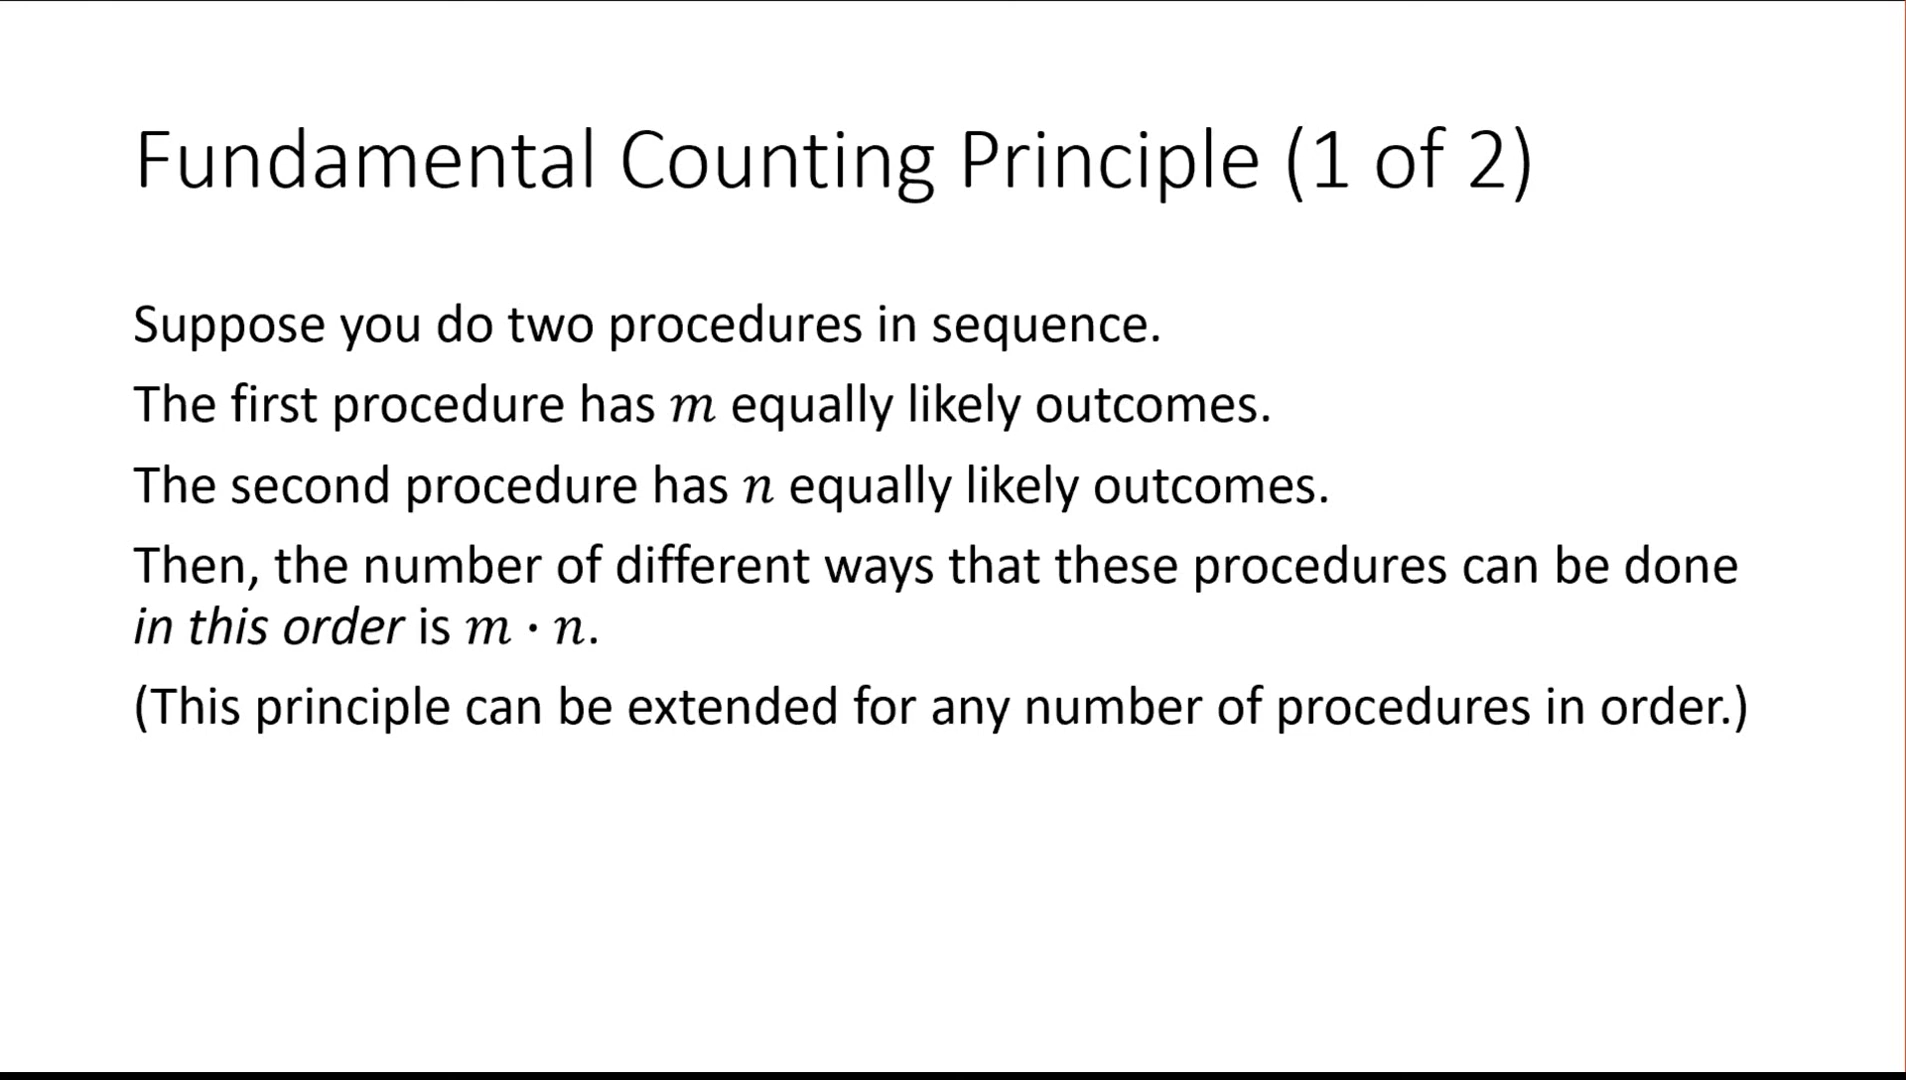 Fundamental Counting Principle (1 of 2)
Suppose you do two procedures in sequence.
The first procedure has m equally likely outcomes.
The second procedure has n equally likely outcomes.
Then, the number of different ways that these procedures can be done
in this order is m · n.
(This principle can be extended for any number of procedures in order.)